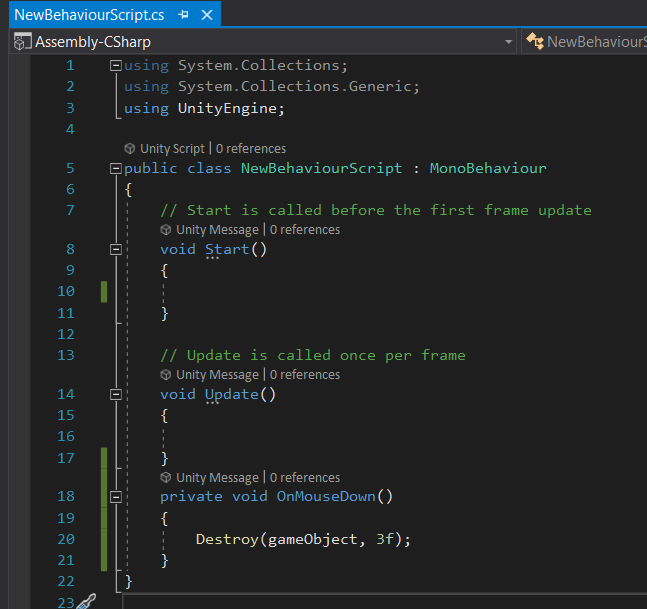 NewBehaviourScript.cs
Assembly-CSharp
NewBehaviourS
1 using System.Collections;
2 using System.Collections.Generic;
3 using UnityEngine;
4
Unity Script | 0 references
5 public class NewBehaviourScript : MonoBehaviour
6 {
7 // Start is called before the first frame update
Unity Message | 0 references
8 void Start()
9 {
10
11 }
12
13 // Update is called once per frame
Unity Message | 0 references
14 void Update()
15 {
16
17 }
Unity Message | 0 references
18 private void OnMouseDown()
19 {
20 Destroy(gameObject, 3f);
21 }
22 }
23